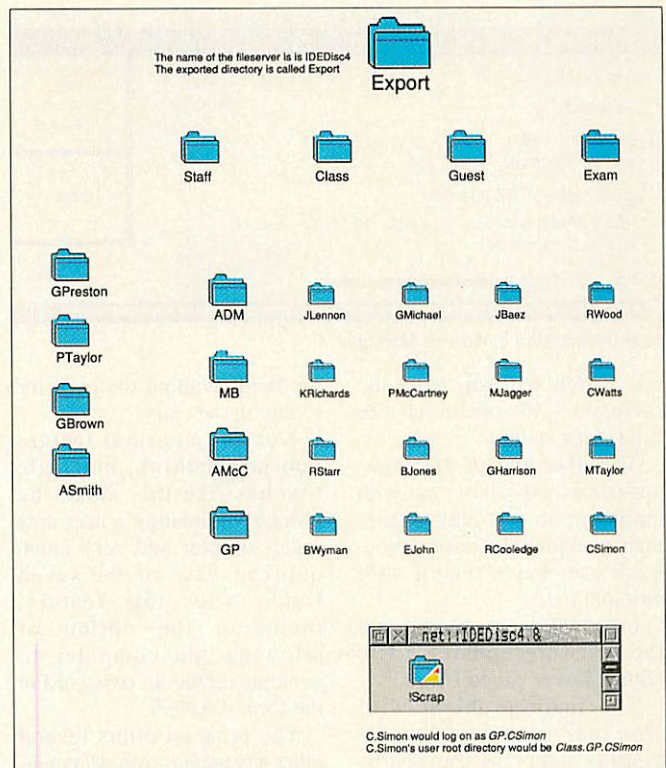 The name of the fileserver is is IDEDisc4
The exported directory is called Export
Export
Staff Class Guest Exam
GPreston
PTaylor
GBrown
ASmith
ADM JLennon GMichael JBaez RWood
MB KRichards PMcCartney MJagger CWatts
AMcC RStarr BJones GHarrison MTaylor
GP BWyman EJohn RCooledge CSimon
net::IDEDisc4.&
!Scrap
C.Simon would log on as GP.CSimon
C.Simon's user root directory would be Class.GP.CSimon